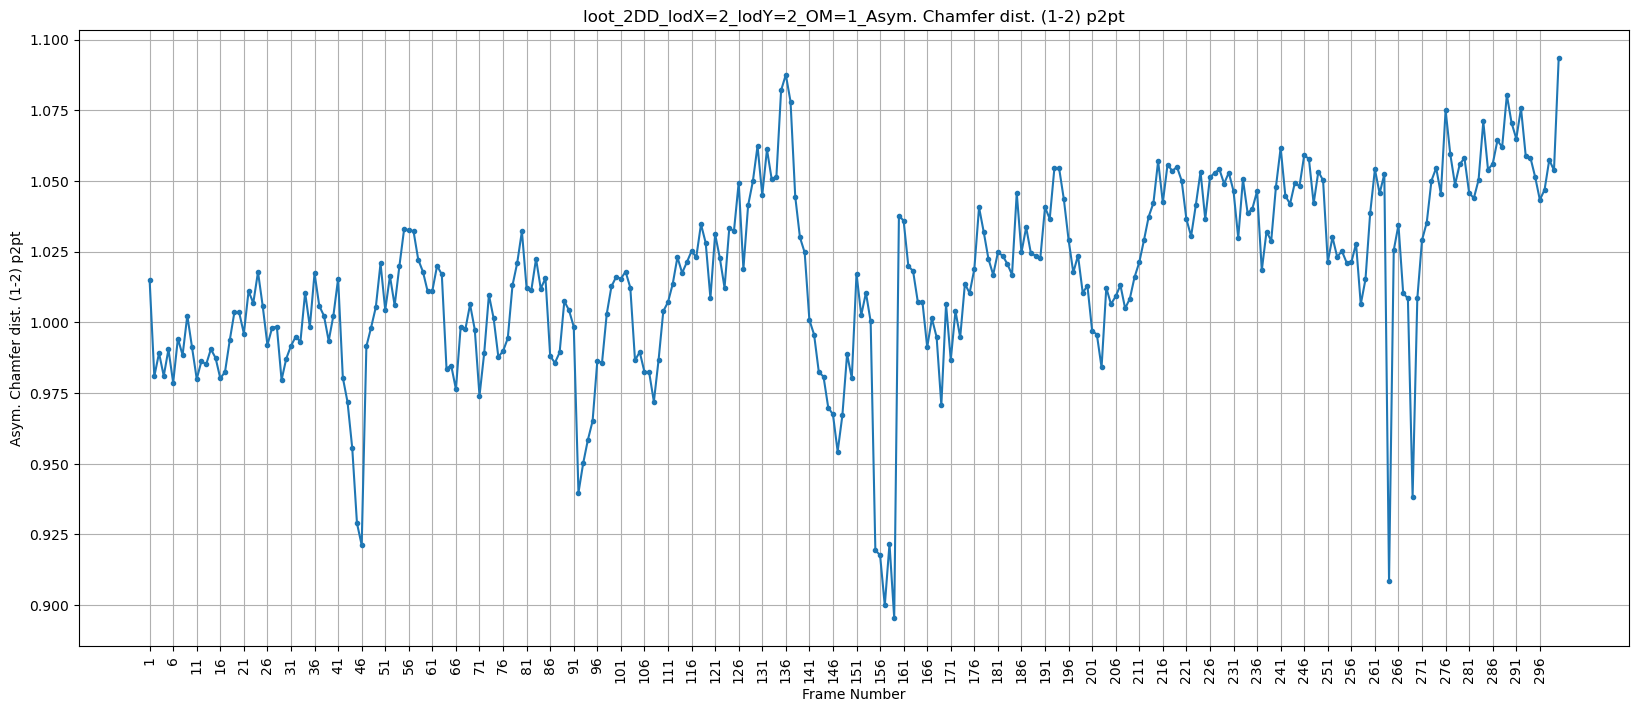 loot_2DD_lodX=2_lodY=2_OM=1_Asym. Chamfer dist. (1-2) p2pt
Asym. Chamfer dist. (1-2) p2pt
1.100
1.075
1.050
1.025
1.000
0.975
0.950
0.925
0.900
1 6 11 16 21 26 31 36 41 46 51 56 61 66 71 76 81 86 91 96 101 106 111 116 121 126 131 136 141 146 151 156 161 166 171 176 181 186 191 196 201 206 211 216 221 226 231 236 241 246 251 256 261 266 271 276 281 286 291 296
Frame Number